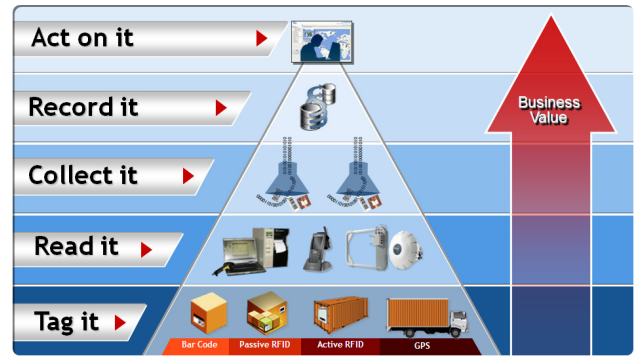 Act on it
Record it
Business
Value
Collect it
Read it
Tag it
Bar Code
Passive RFID
Active RFID
GPS